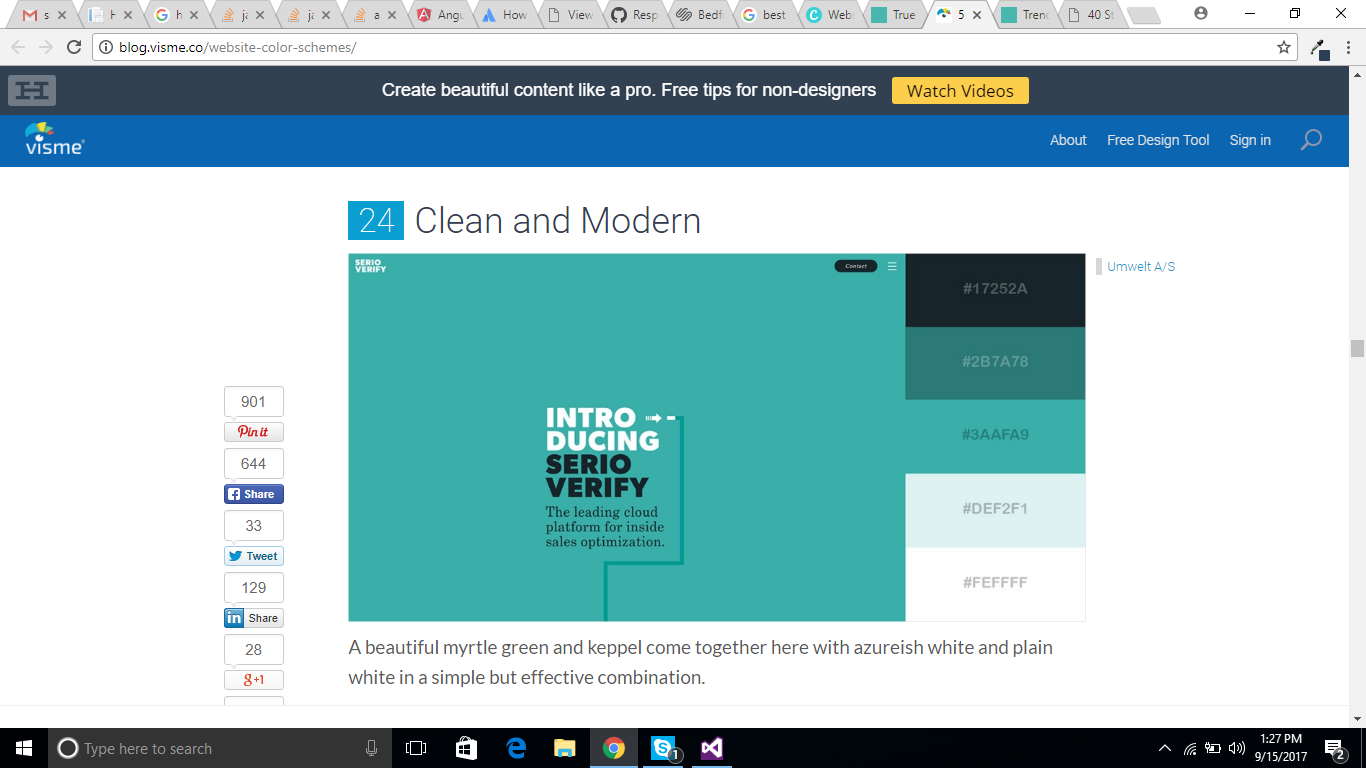 s
H
G h
ja
ja
a
Angu
How
View
Resp
Bedf
best
Web
True
5
Trend
40 St
blog.visme.co/website-color-schemes/
Create beautiful content like a pro. Free tips for non-designers
Watch Videos
visme
About
Free Design Tool
Sign in
24 Clean and Modern
SERIO
VERIFY
Contact
#17252A
Umwelt A/S
#2B7A78
#3AAFA9
#DEF2F1
#FEFFFF
INTRO
DUCING
SERIO
VERIFY
The leading cloud
platform for inside
sales optimization.
901
Pin it
644
Share
33
Tweet
129
in Share
28
g+1
A beautiful myrtle green and keppel come together here with azureish white and plain
white in a simple but effective combination.
Type here to search
1
1:27 PM
9/15/2017
2